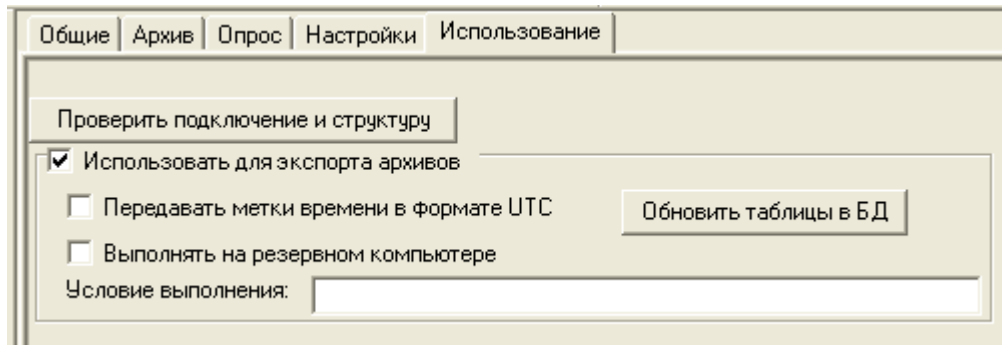 Общие Архив Опрос Настройки Использование
Проверить подключение и структуру
Использовать для экспорта архивов
Передавать метки времени в формате UTC Обновить таблицы в БД
Выполнять на резервном компьютере
Условие выполнения: